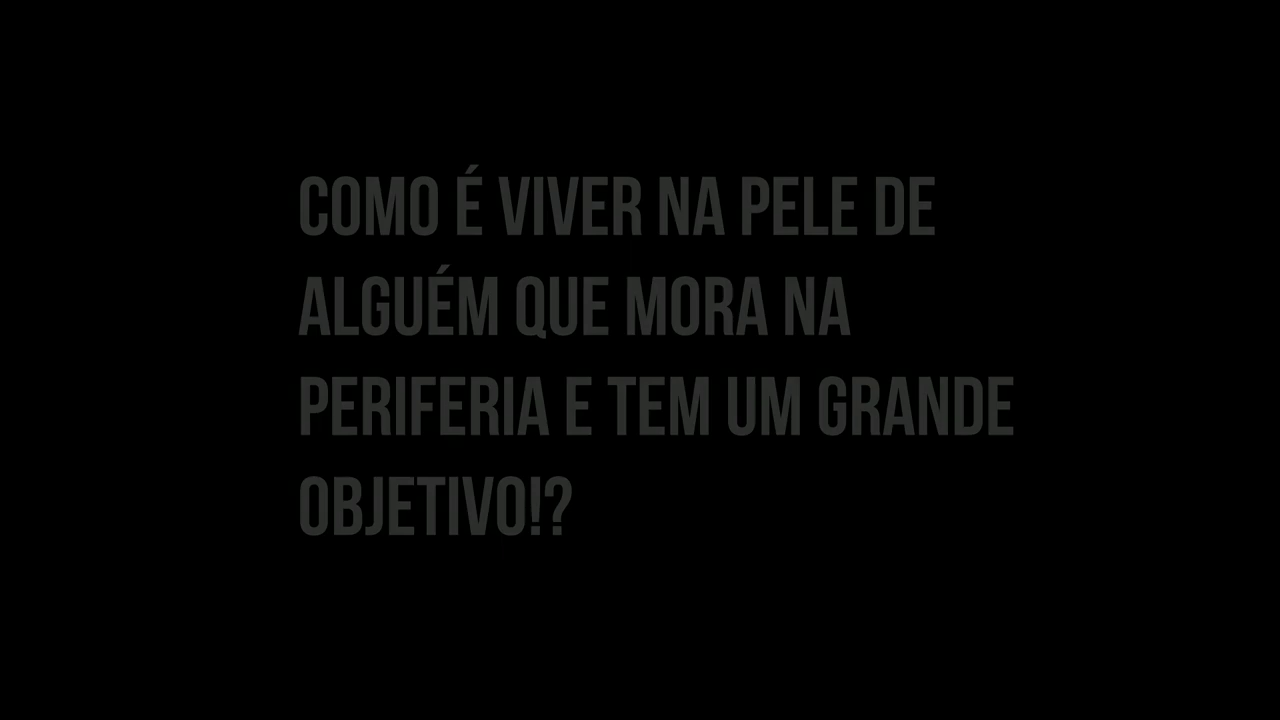 COMO É VIVER NA PELE DE
ALGUÉM QUE MORA NA
PERIFERIA E TEM UM GRANDE
OBJETIVO!?